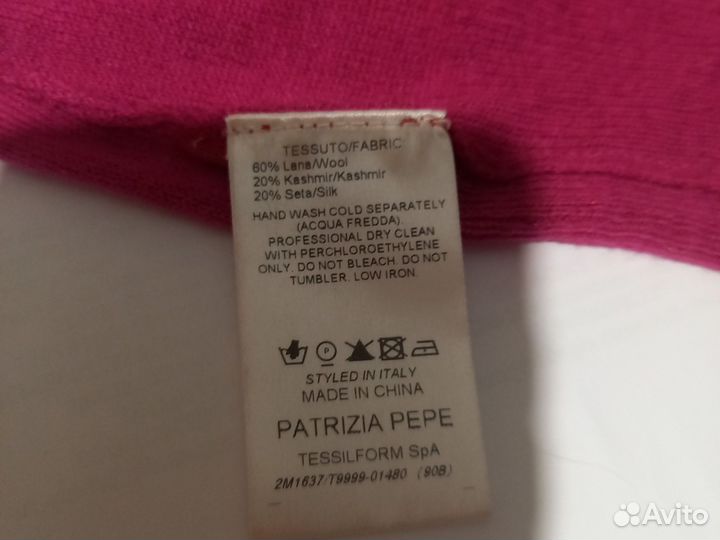 TESSUTO/FABRIC
60% Lana/Wool
20% Kashmir/Kashmir
20% Seta/Silk
HAND WASH COLD SEPARATELY
(ACQUA FREDDA).
PROFESSIONAL DRY CLEAN
WITH PERCHLOROETHYLENE
ONLY. DO NOT BLEACH. DO NOT
TUMBLER. LOW IRON.
P
STYLED IN ITALY
MADE IN CHINA
PATRIZIA PEPE
TESSILFORM SpA
2M1637/T9999-01480 (90B)
Avito